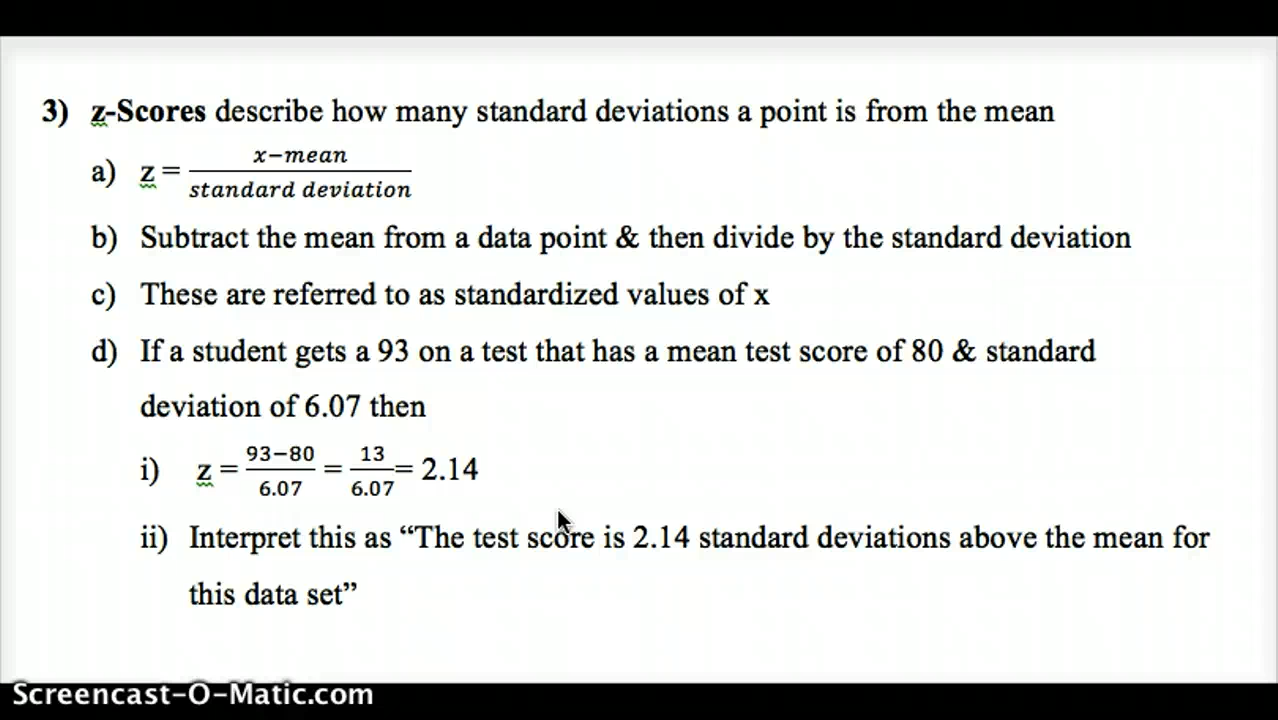 3) z-Scores describe how many standard deviations a point is from the mean
a) z = x−mean / standard deviation
b) Subtract the mean from a data point & then divide by the standard deviation
c) These are referred to as standardized values of x
d) If a student gets a 93 on a test that has a mean test score of 80 & standard
deviation of 6.07 then
i) z = 93−80 / 6.07 = 13 / 6.07 = 2.14
ii) Interpret this as “The test score is 2.14 standard deviations above the mean for
this data set”
Screencast-O-Matic.com